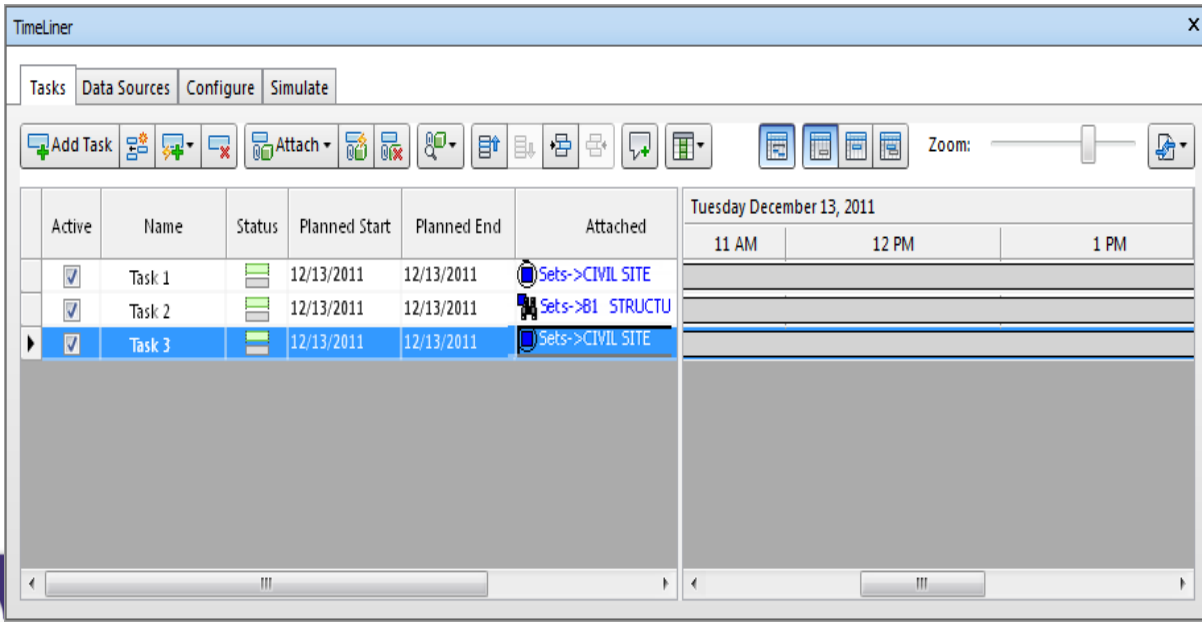 TimeLiner X
Tasks Data Sources Configure Simulate
Add Task Attach Zoom:
Active Name Status Planned Start Planned End Attached
Tuesday December 13, 2011
11 AM 12 PM 1 PM
Task 1 12/13/2011 12/13/2011 Sets->CIVIL SITE
Task 2 12/13/2011 12/13/2011 Sets->B1 STRUCTU
Task 3 12/13/2011 12/13/2011 Sets->CIVIL SITE